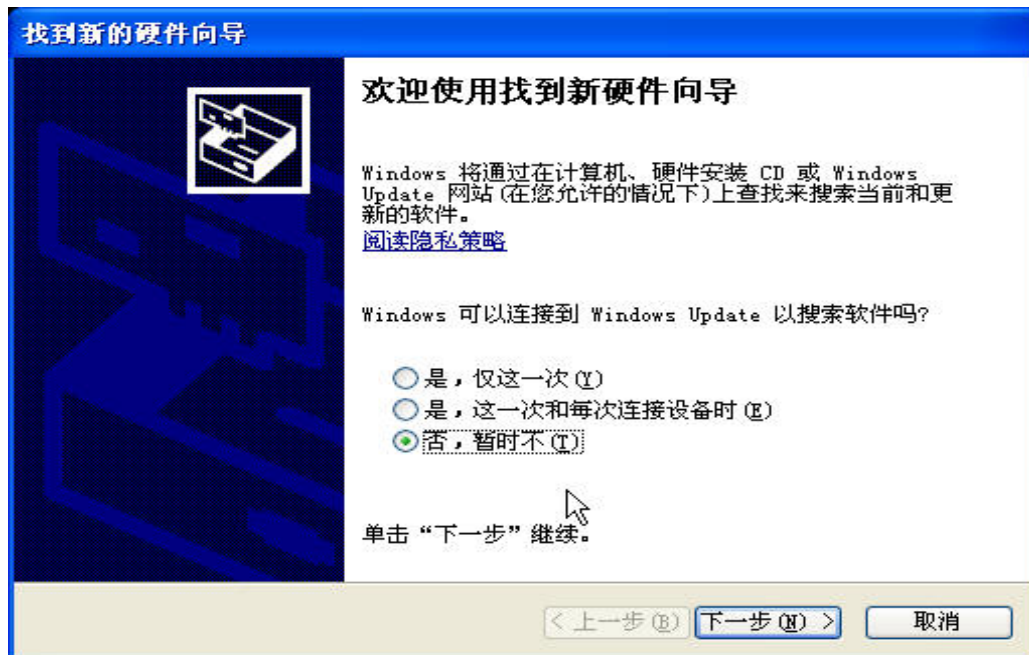 找到新的硬件向导
欢迎使用找到新硬件向导
Windows 将通过在计算机、硬件安装 CD 或 Windows
Update 网站(在您允许的情况下)上查找来搜索当前和更
新的软件。
阅读隐私策略
Windows 可以连接到 Windows Update 以搜索软件吗?
是，仅这一次(Y)
是，这一次和每次连接设备时(E)
否，暂时不(T)
单击“下一步”继续。
< 上一步(B) 下一步(N) > 取消